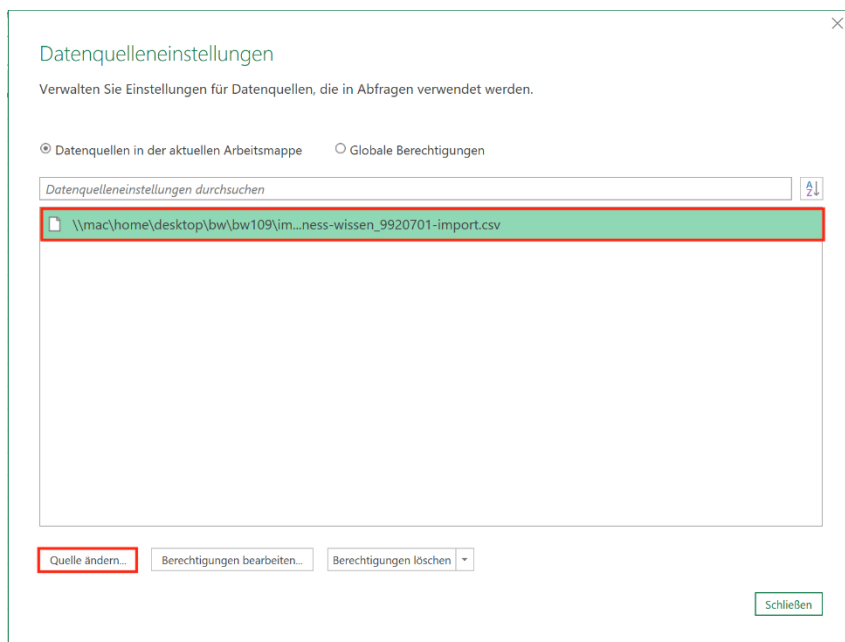 Datenquelleneinstellungen
Verwalten Sie Einstellungen für Datenquellen, die in Abfragen verwendet werden.
Datenquellen in der aktuellen Arbeitsmappe Globale Berechtigungen
Datenquelleneinstellungen durchsuchen
\\mac\home\desktop\bw\bw109\im...ness-wissen_9920701-import.csv
Quelle ändern... Berechtigungen bearbeiten... Berechtigungen löschen
Schließen